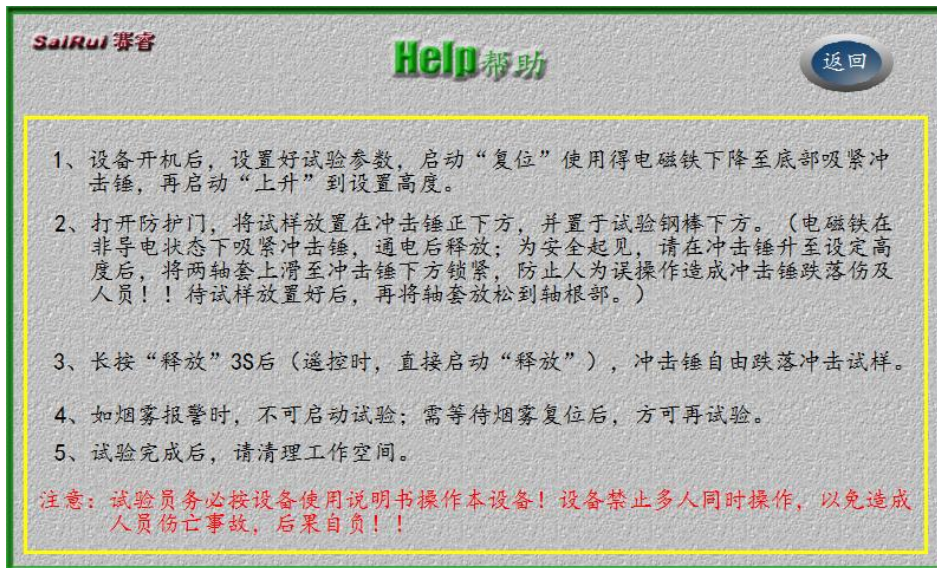 SaiRui 赛睿
Help帮助
返回
1、设备开机后，设置好试验参数，启动“复位”使用得电磁铁下降至底部吸紧冲
击锤，再启动“上升”到设置高度。
2、打开防护门，将试样放置在冲击锤正下方，并置于试验钢棒下方。（电磁铁在
非导电状态下吸紧冲击锤，通电后释放；为安全起见，请在冲击锤升至设定高
度后，将两轴套上滑至冲击锤下方锁紧，防止人为误操作造成冲击锤跌落伤及
人员！！待试样放置好后，再将轴套放松到轴根部。）
3、长按“释放”3S后（遥控时，直接启动“释放”），冲击锤自由跌落冲击试样。
4、如烟雾报警时，不可启动试验；需等待烟雾复位后，方可再试验。
5、试验完成后，请清理工作空间。
注意：试验员务必按设备使用说明书操作本设备！设备禁止多人同时操作，以免造成
人员伤亡事故，后果自负！！